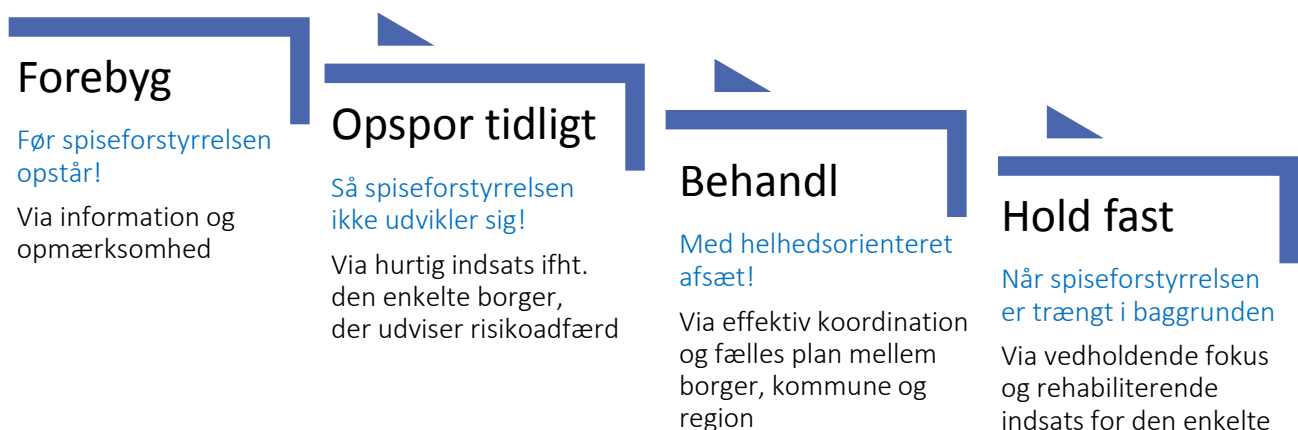 Forebyg
Før spiseforstyrrelsen
opstår!
Via information og
opmærksomhed
Opspor tidligt
Så spiseforstyrrelsen
ikke udvikler sig!
Via hurtig indsats ifht.
den enkelte borger,
der udviser risikoadfærd
Behandl
Med helhedsorienteret
afsæt!
Via effektiv koordination
og fælles plan mellem
borger, kommune og
region
Hold fast
Når spiseforstyrrelsen
er trængt i baggrunden
Via vedholdende fokus
og rehabiliterende
indsats for den enkelte